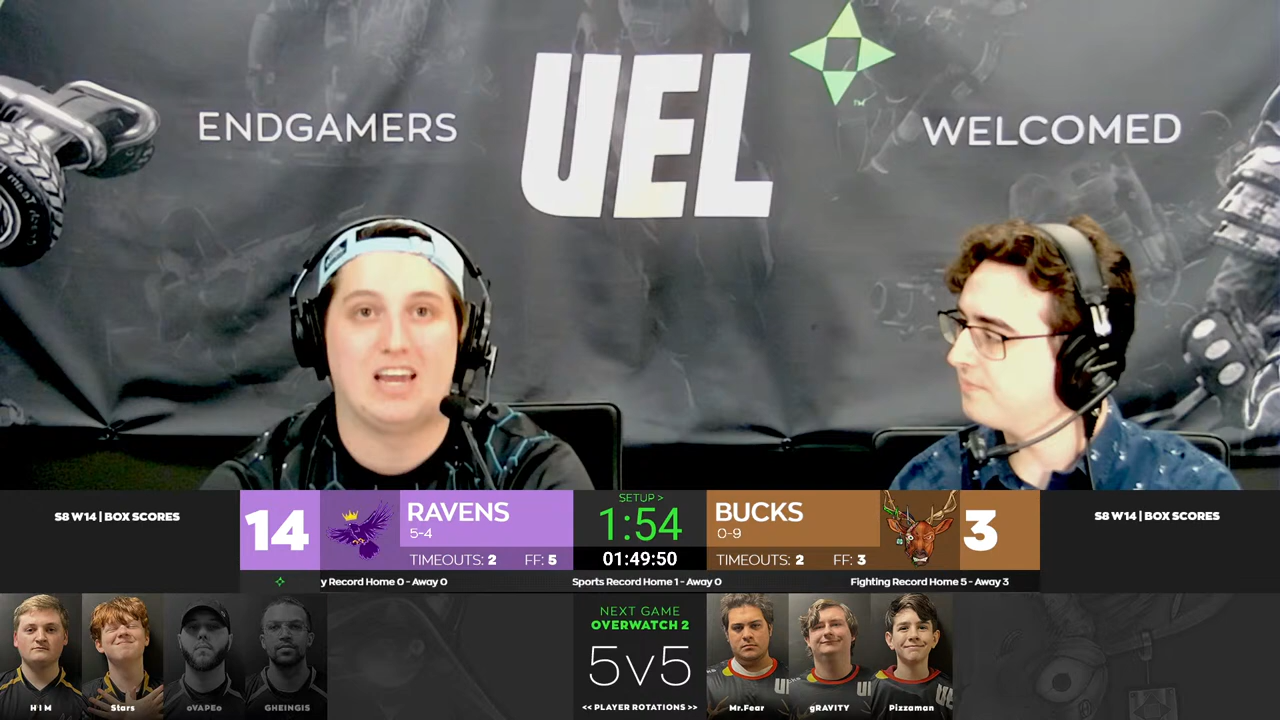 ENDGAMERS
UEL
TM
WELCOMED
S8 W14 | BOX SCORES
14
RAVENS
5-4
TIMEOUTS: 2
FF: 5
SETUP >
1:54
01:49:50
BUCKS
0-9
TIMEOUTS: 2
FF: 3
3
S8 W14 | BOX SCORES
y Record Home 0 - Away 0
Sports Record Home 1 - Away 0
Fighting Record Home 5 - Away 3
H I M
Stars
oVAPEo
GHEINGIS
NEXT GAME
OVERWATCH 2
5v5
<< PLAYER ROTATIONS >>
Mr.Fear
gRAVITY
Pizzaman